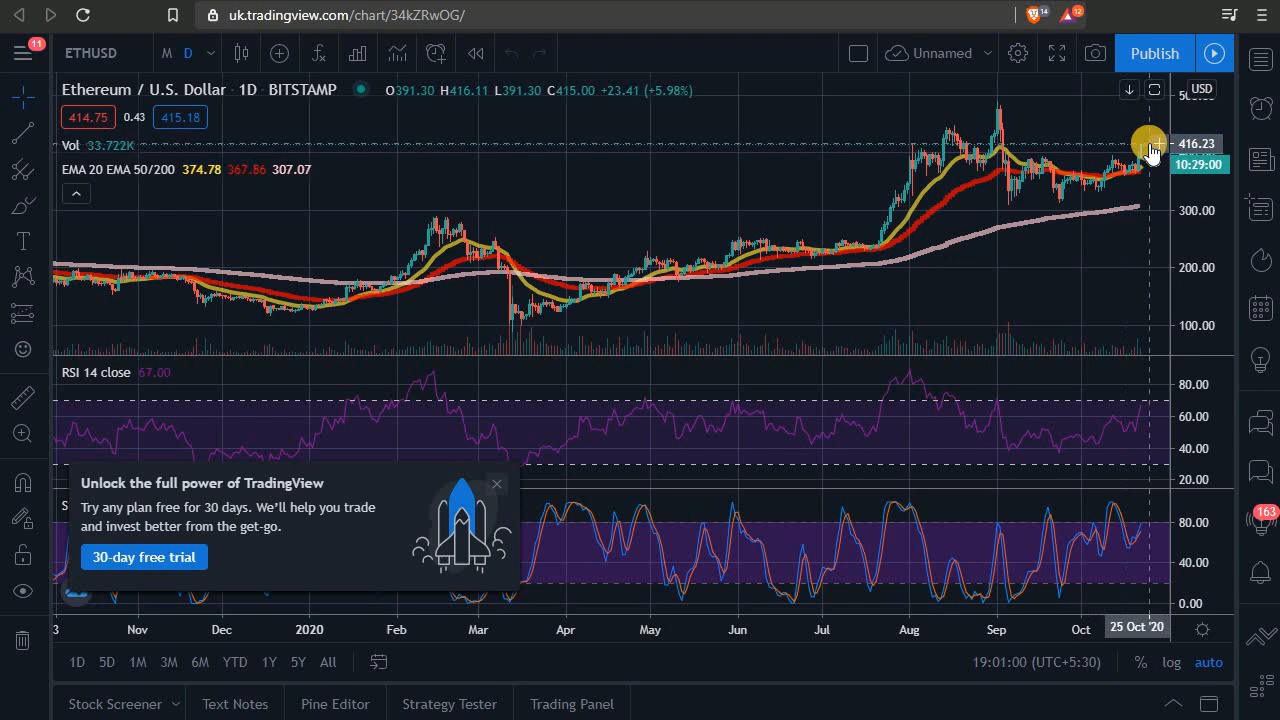 uk.tradingview.com/chart/34kZRwOG/
14
12
11
ETHUSD
M
D
Unnamed
Publish
Ethereum / U.S. Dollar · 1D · BITSTAMP
O391.30 H416.11 L391.30 C415.00 +23.41 (+5.98%)
USD
414.75
0.43
415.18
Vol 33.722K
416.23
10:29:00
EMA 20 EMA 50/200 374.78 367.86 307.07
300.00
200.00
100.00
RSI 14 close 67.00
80.00
60.00
40.00
20.00
Unlock the full power of TradingView
Try any plan free for 30 days. We'll help you trade
and invest better from the get-go.
30-day free trial
80.00
40.00
0.00
163
3
Nov
Dec
2020
Feb
Mar
Apr
May
Jun
Jul
Aug
Sep
Oct
25 Oct '20
1D 5D 1M 3M 6M YTD 1Y 5Y All
19:01:00 (UTC+5:30)
%
log
auto
Stock Screener
Text Notes
Pine Editor
Strategy Tester
Trading Panel